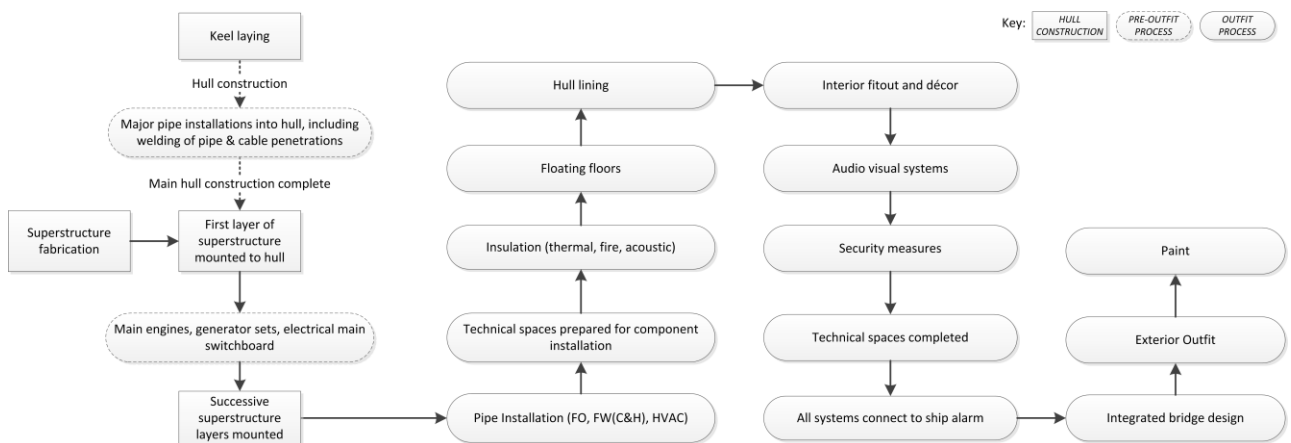 Key:
HULL
CONSTRUCTION
PRE-OUTFIT
PROCESS
OUTFIT
PROCESS
Keel laying
Hull construction
Major pipe installations into hull, including
welding of pipe & cable penetrations
Main hull construction complete
Superstructure
fabrication
First layer of
superstructure
mounted to hull
Main engines, generator sets, electrical main
switchboard
Successive
superstructure
layers mounted
Pipe Installation (FO, FW(C&H), HVAC)
Technical spaces prepared for component
installation
Insulation (thermal, fire, acoustic)
Floating floors
Hull lining
Interior fitout and décor
Audio visual systems
Security measures
Technical spaces completed
All systems connect to ship alarm
Integrated bridge design
Exterior Outfit
Paint